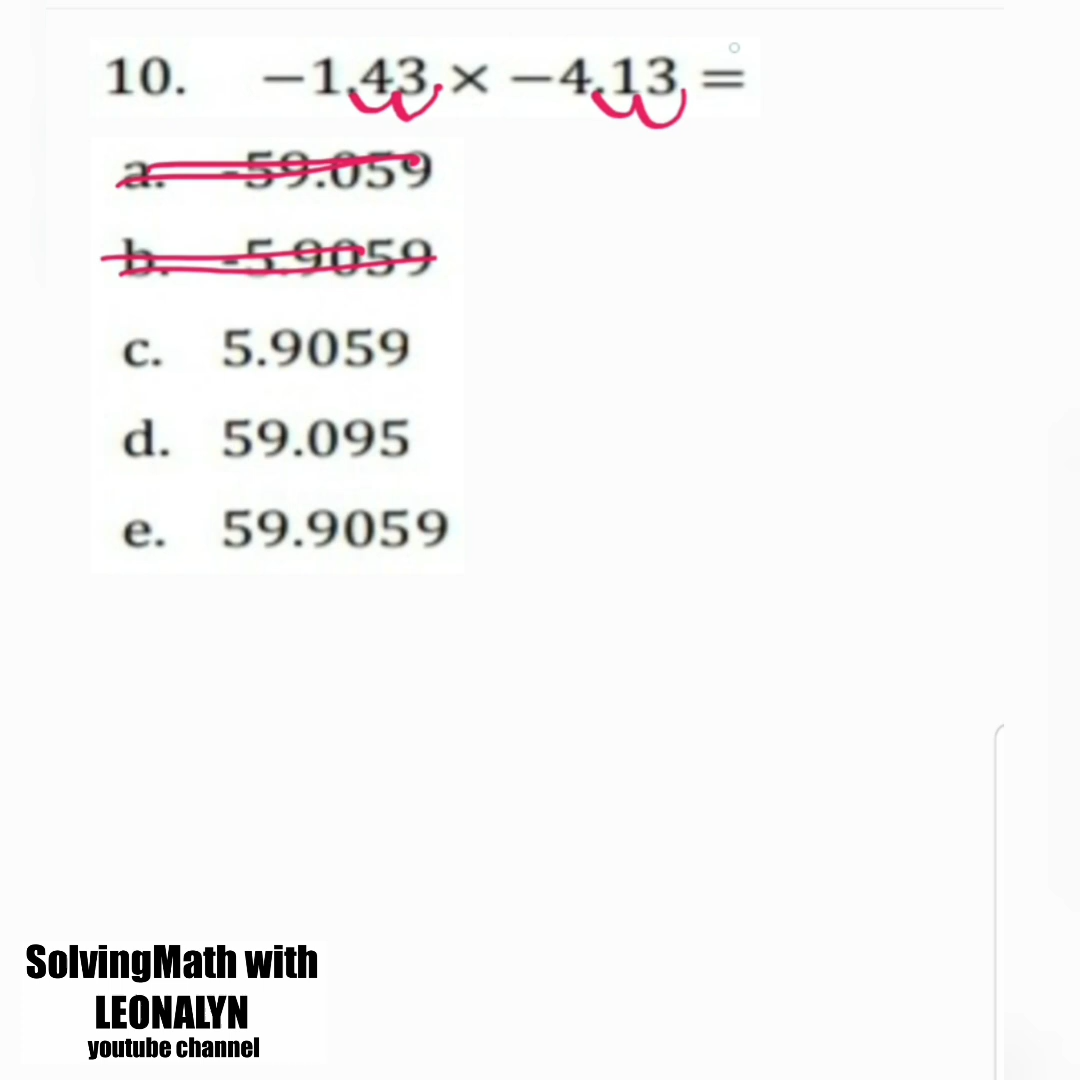 10. −1.43 × −4.13 =
a. -59.059
b. -5.9059
c. 5.9059
d. 59.095
e. 59.9059
SolvingMath with
LEONALYN
youtube channel